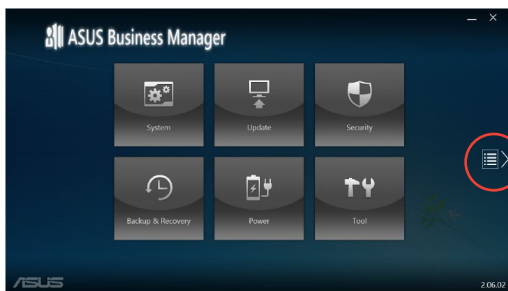 ASUS Business Manager
System
Update
Security
Backup & Recovery
Power
Tool
ASUS
2.06.02